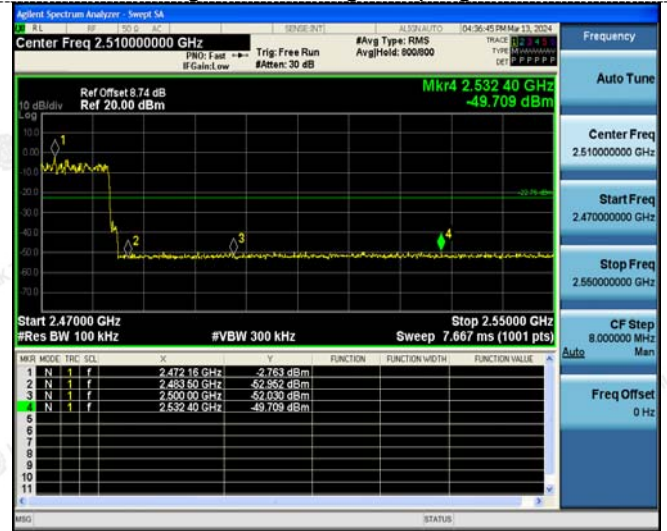 Agilent Spectrum Analyzer - Swept SA
RL RF 50 Ω AC SENSE:INT ALIGN AUTO 04:36:45 PM Mar 13, 2024
Center Freq 2.510000000 GHz
PNO: Fast
IFGain:Low
Trig: Free Run
#Atten: 30 dB
#Avg Type: RMS
Avg|Hold: 800/800
TRACE 1 2 3 4 5 6
TYPE M
DET P P P P P P
Mkr4 2.532 40 GHz
-49.709 dBm
Ref Offset 8.74 dB
10 dB/div Ref 20.00 dBm
Log
10.0
0.00
-10.0
-20.0
-30.0
-40.0
-50.0
-60.0
-70.0
1
2
3
4
-22.76 dBm
Start 2.47000 GHz Stop 2.55000 GHz
#Res BW 100 kHz #VBW 300 kHz Sweep 7.667 ms (1001 pts)
MKR MODE TRC SCL X Y FUNCTION FUNCTION WIDTH FUNCTION VALUE
1 N 1 f 2.472 16 GHz -2.763 dBm
2 N 1 f 2.483 50 GHz -52.952 dBm
3 N 1 f 2.500 00 GHz -52.030 dBm
4 N 1 f 2.532 40 GHz -49.709 dBm
5
6
7
8
9
10
11
MSG STATUS
Frequency
Auto Tune
Center Freq
2.510000000 GHz
Start Freq
2.470000000 GHz
Stop Freq
2.550000000 GHz
CF Step
8.000000 MHz
Auto Man
Freq Offset
0 Hz